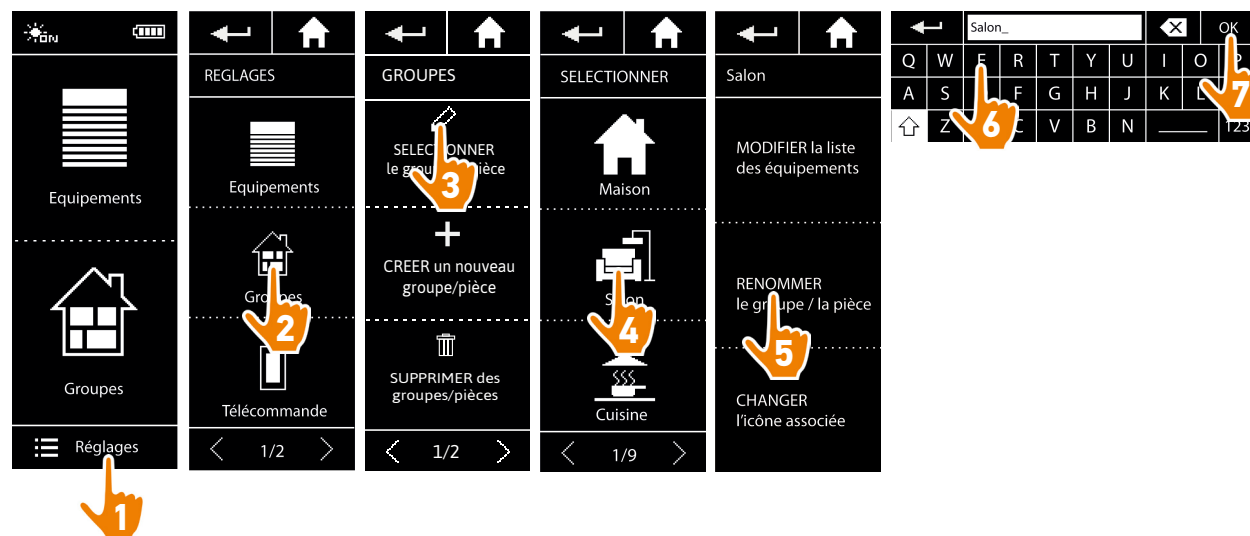 ON
Equipements
Groupes
Réglages
1
REGLAGES
Equipements
Groupes
2
Télécommande
1/2
GROUPES
SELECTIONNER
le groupe / pièce
3
CREER un nouveau
groupe/pièce
SUPPRIMER des
groupes/pièces
1/2
SELECTIONNER
Maison
Salon
4
Cuisine
1/9
Salon
MODIFIER la liste
des équipements
RENOMMER
le groupe / la pièce
5
CHANGER
l'icône associée
Salon_ OK
Q W E R T Y U I O P
A S F G H J K L
7
Z C V B N 123
6